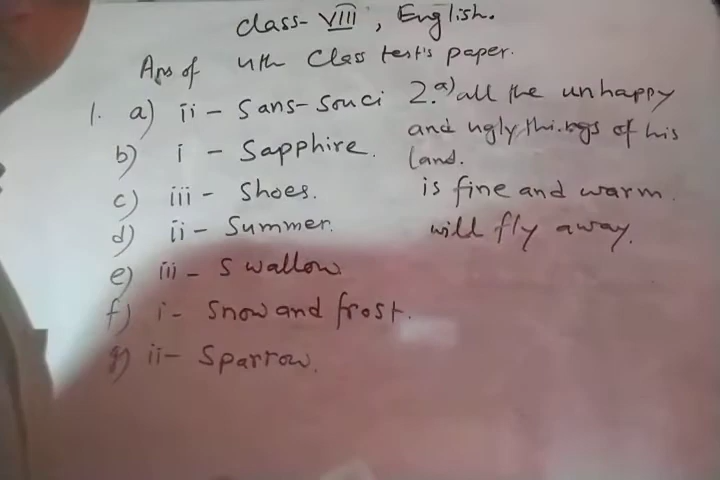 class- VIII, English.
Ans of 4th Class test's paper.
1. a) ii - Sans-Souci
b) i - Sapphire.
c) iii - Shoes.
d) ii - Summer.
e) iii - Swallow.
f) i - Snow and frost.
g) ii - Sparrow.
2. a) all the unhappy
and ugly things of his
land.
is fine and warm.
will fly away.